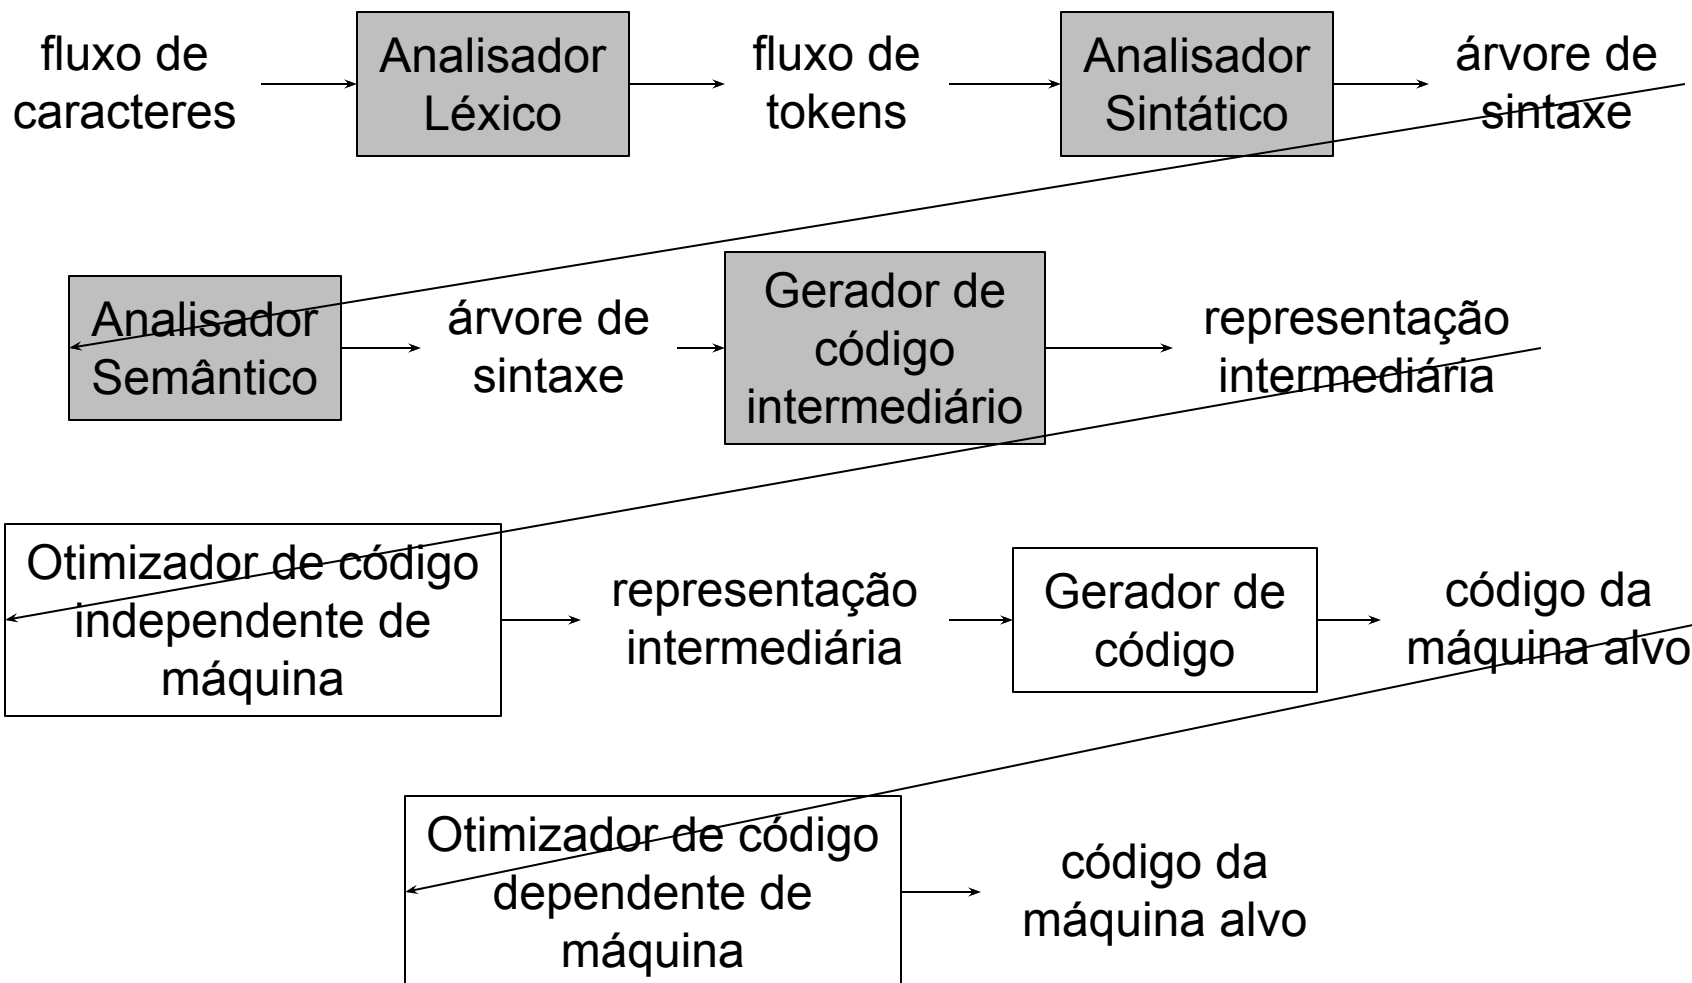 fluxo de
caracteres
Analisador
Léxico
fluxo de
tokens
Analisador
Sintático
árvore de
sintaxe
Analisador
Semântico
árvore de
sintaxe
Gerador de
código
intermediário
representação
intermediária
Otimizador de código
independente de
máquina
representação
intermediária
Gerador de
código
código da
máquina alvo
Otimizador de código
dependente de
máquina
código da
máquina alvo